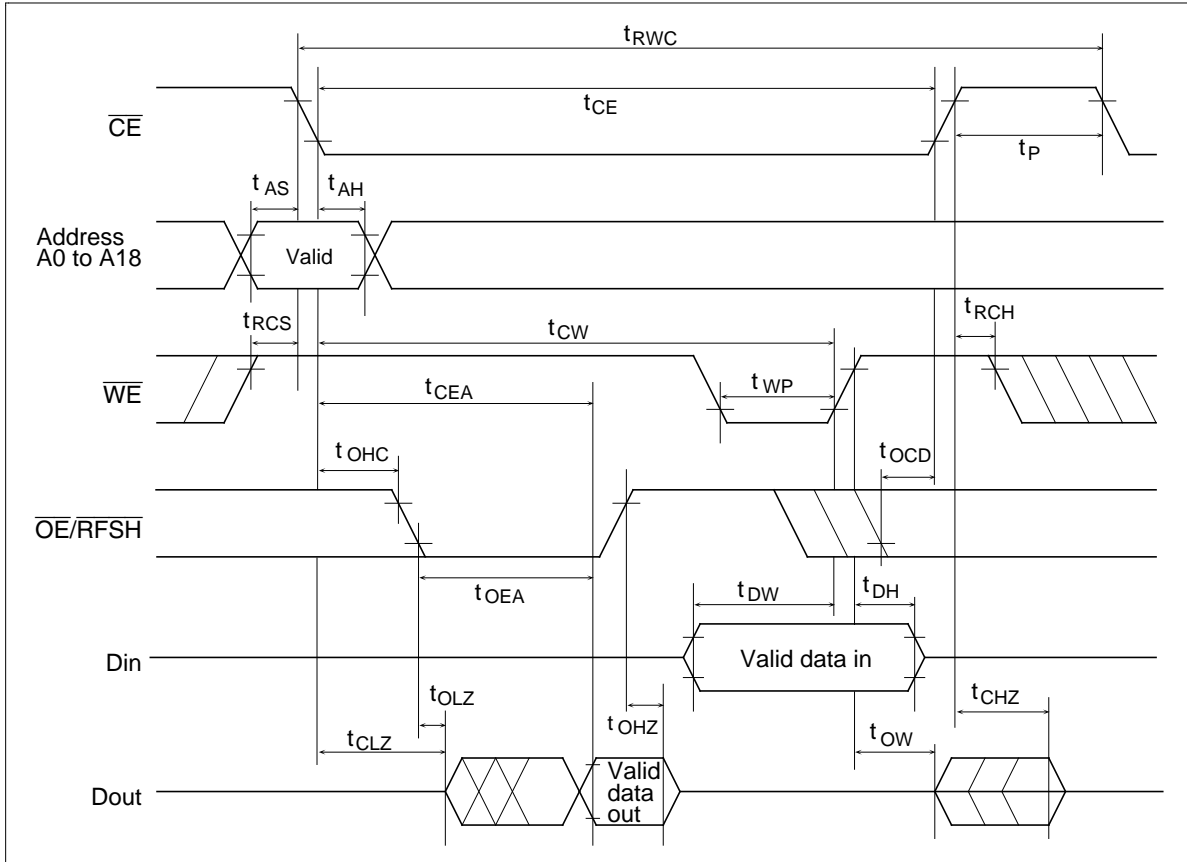 tRWC
tCE
CE
tP
tAS
tAH
Address
A0 to A18
Valid
tRCS
tCW
tRCH
tCEA
WE
tWP
tOHC
tOCD
OE/RFSH
tOEA
tDW
tDH
Din
Valid data in
tOLZ
tOHZ
tCHZ
tCLZ
tOW
Dout
Valid
data
out